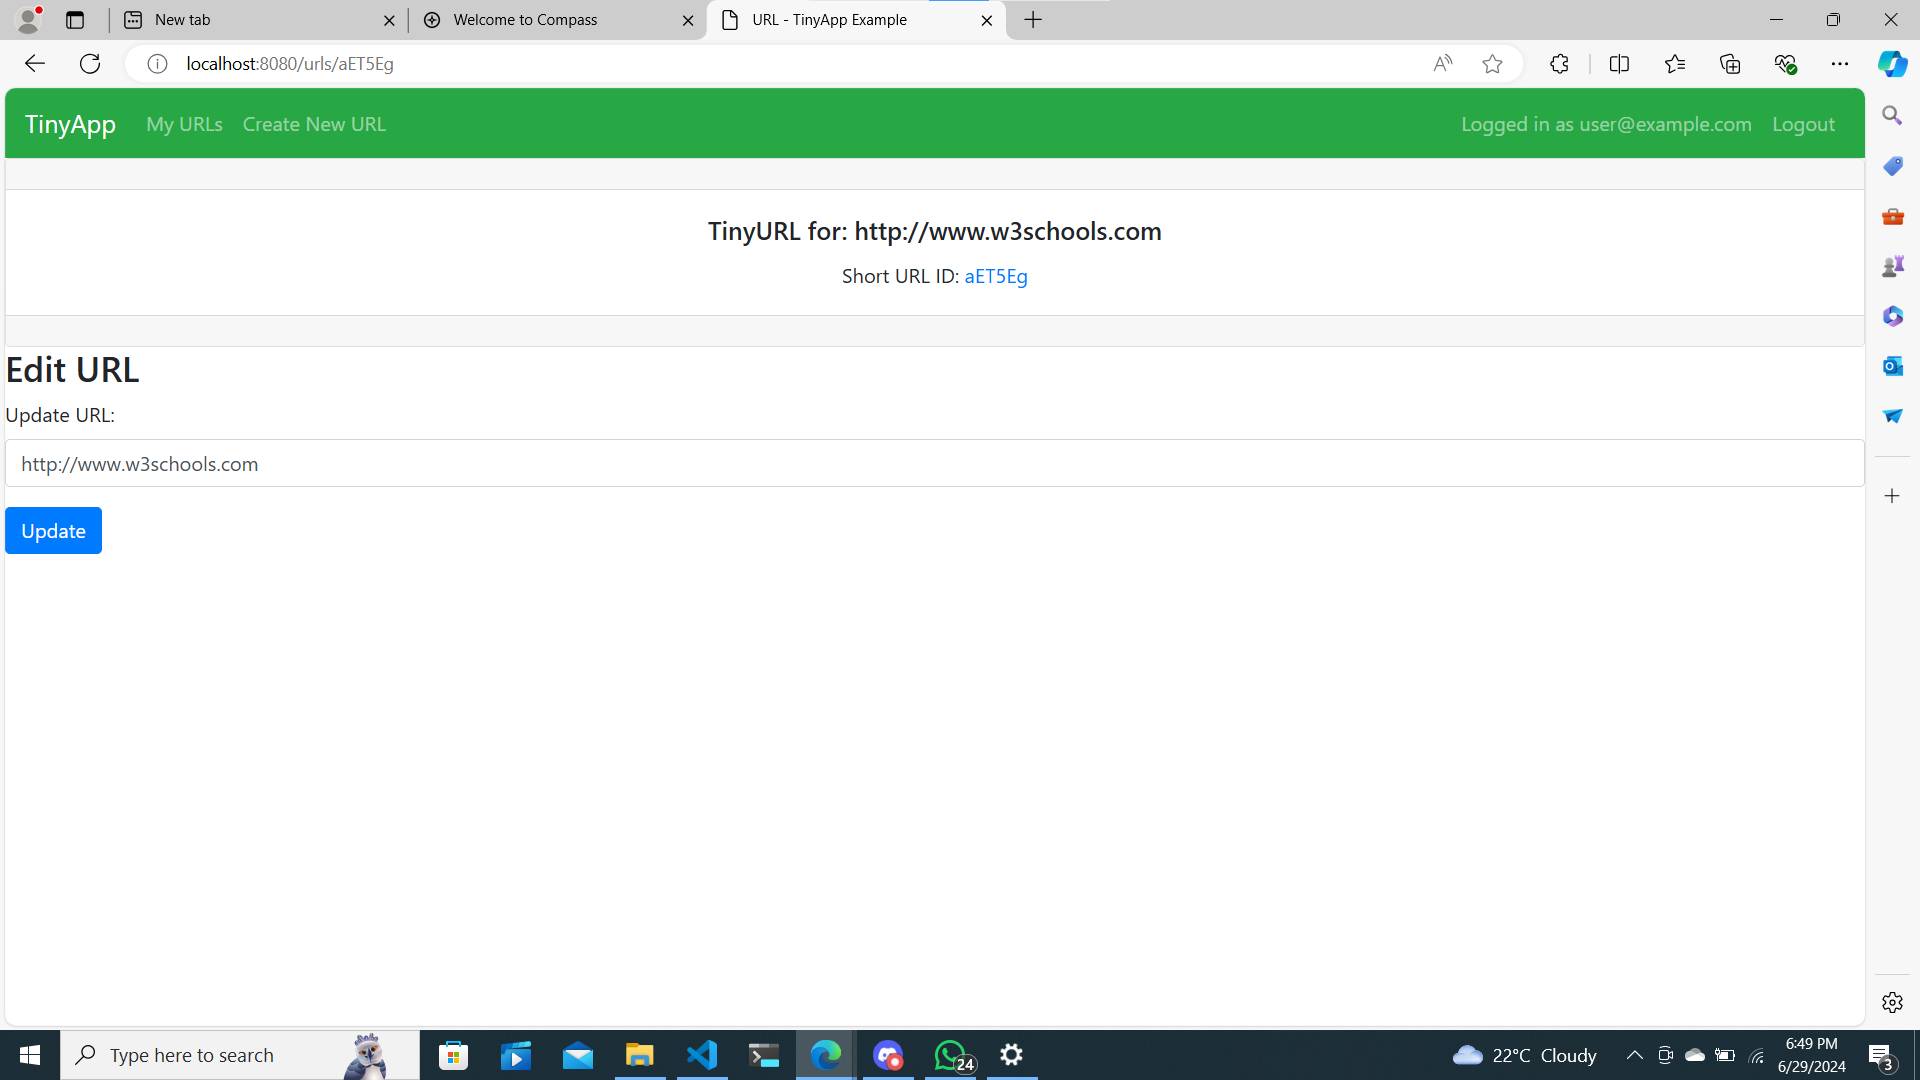 New tab
Welcome to Compass
URL - TinyApp Example
localhost:8080/urls/aET5Eg
TinyApp My URLs Create New URL Logged in as user@example.com Logout
TinyURL for: http://www.w3schools.com
Short URL ID: aET5Eg
Edit URL
Update URL:
http://www.w3schools.com
Update
Type here to search
24
22°C Cloudy
6:49 PM
6/29/2024
3